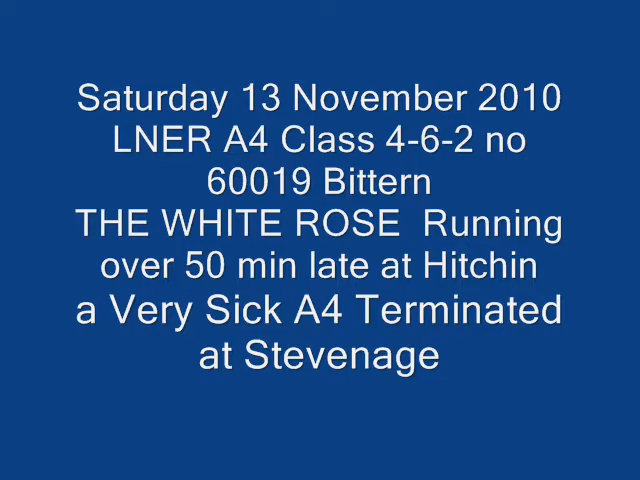 Saturday 13 November 2010
LNER A4 Class 4-6-2 no
60019 Bittern
THE WHITE ROSE  Running
over 50 min late at Hitchin
a Very Sick A4 Terminated
at Stevenage